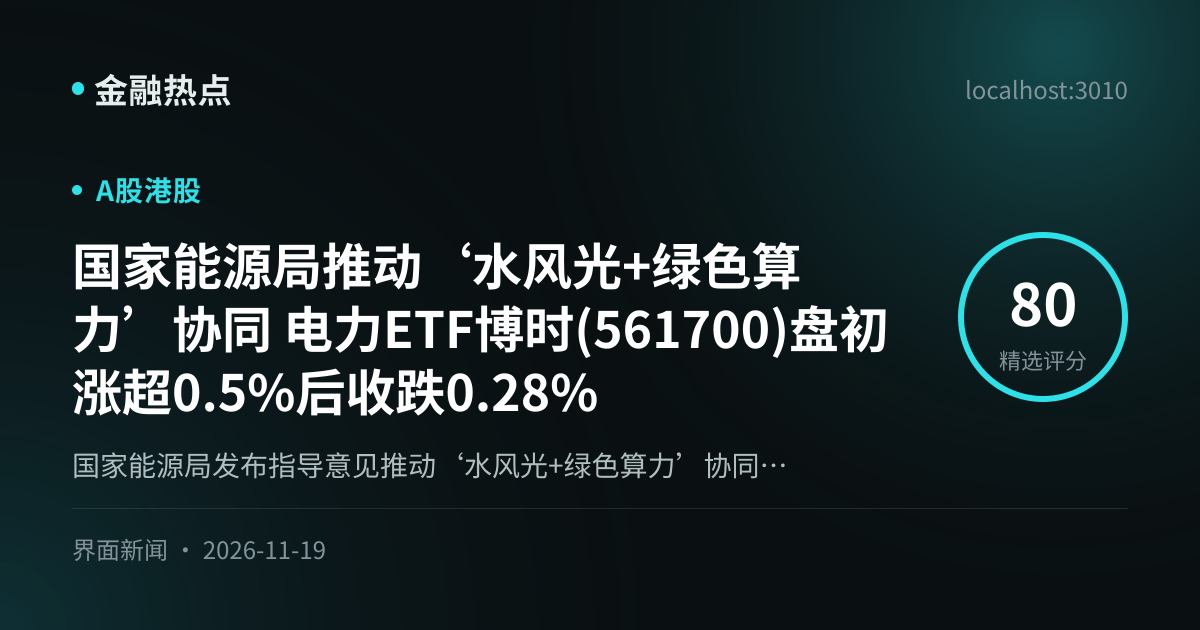 金融热点
localhost:3010
A股港股
国家能源局推动‘水风光+绿色算
力’协同 电力ETF博时(561700)盘初
涨超0.5%后收跌0.28%
80
精选评分
国家能源局发布指导意见推动‘水风光+绿色算力’协同…
界面新闻 • 2026-11-19